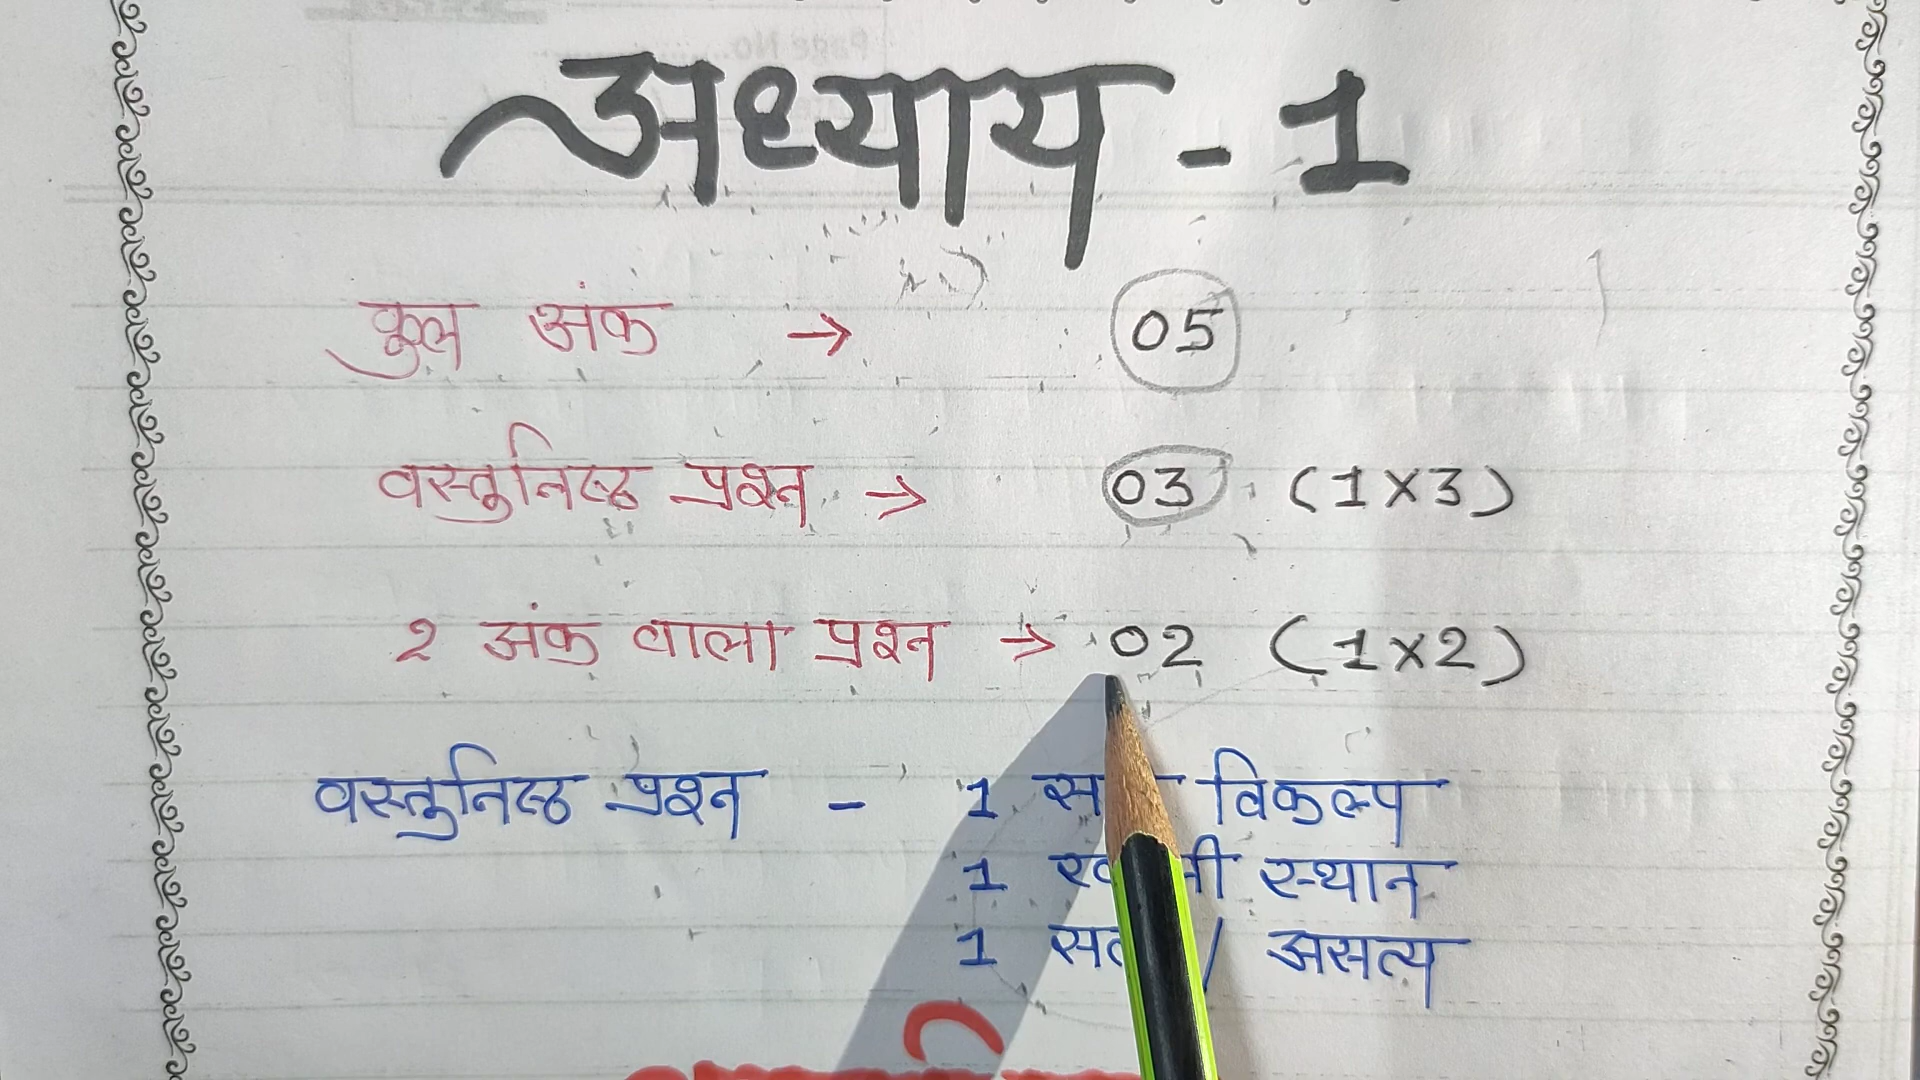 अध्याय - 1
कुल अंक → 05
वस्तुनिष्ठ प्रश्न → 03 (1×3)
2 अंक वाला प्रश्न → 02 (1×2)
वस्तुनिष्ठ प्रश्न - 1 विकल्प
1 स्थान
1 / असत्य